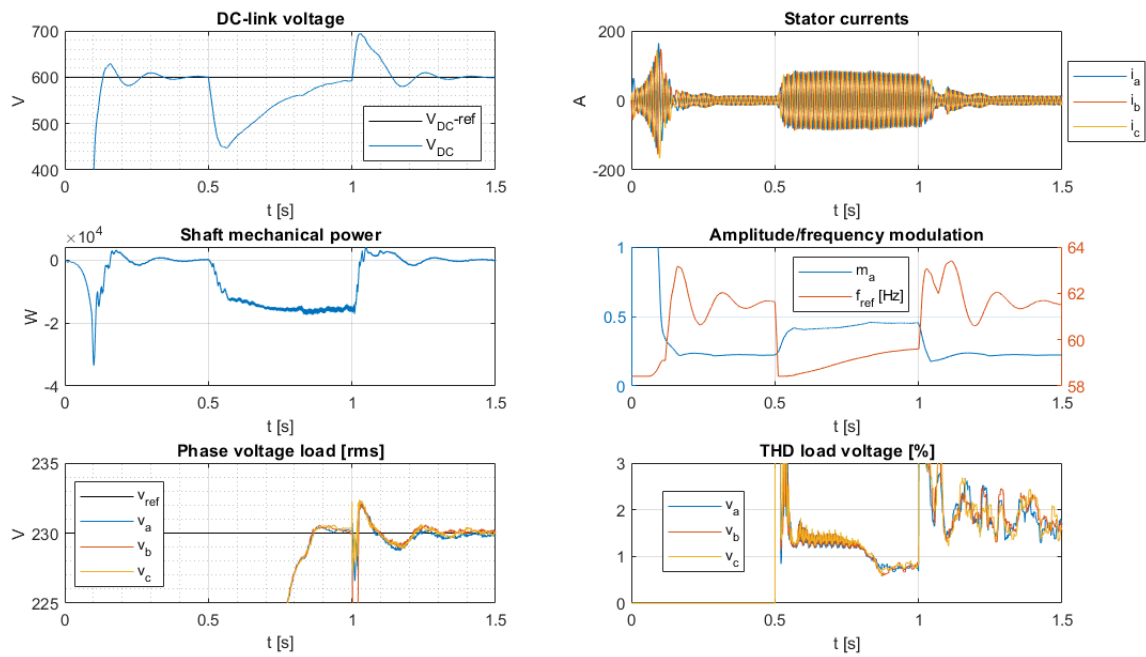 DC-link voltage
700
600
500
400
V
V_DC-ref
V_DC
0 0.5 1 1.5
t [s]
Stator currents
200
0
-200
A
i_a
i_b
i_c
0 0.5 1 1.5
t [s]
Shaft mechanical power
× 10^4
0
-2
-4
W
0 0.5 1 1.5
t [s]
Amplitude/frequency modulation
1
0.5
0
m_a
f_ref [Hz]
64
62
60
58
0 0.5 1 1.5
t [s]
Phase voltage load [rms]
235
230
225
V
v_ref
v_a
v_b
v_c
0 0.5 1 1.5
t [s]
THD load voltage [%]
3
2
1
0
v_a
v_b
v_c
0 0.5 1 1.5
t [s]